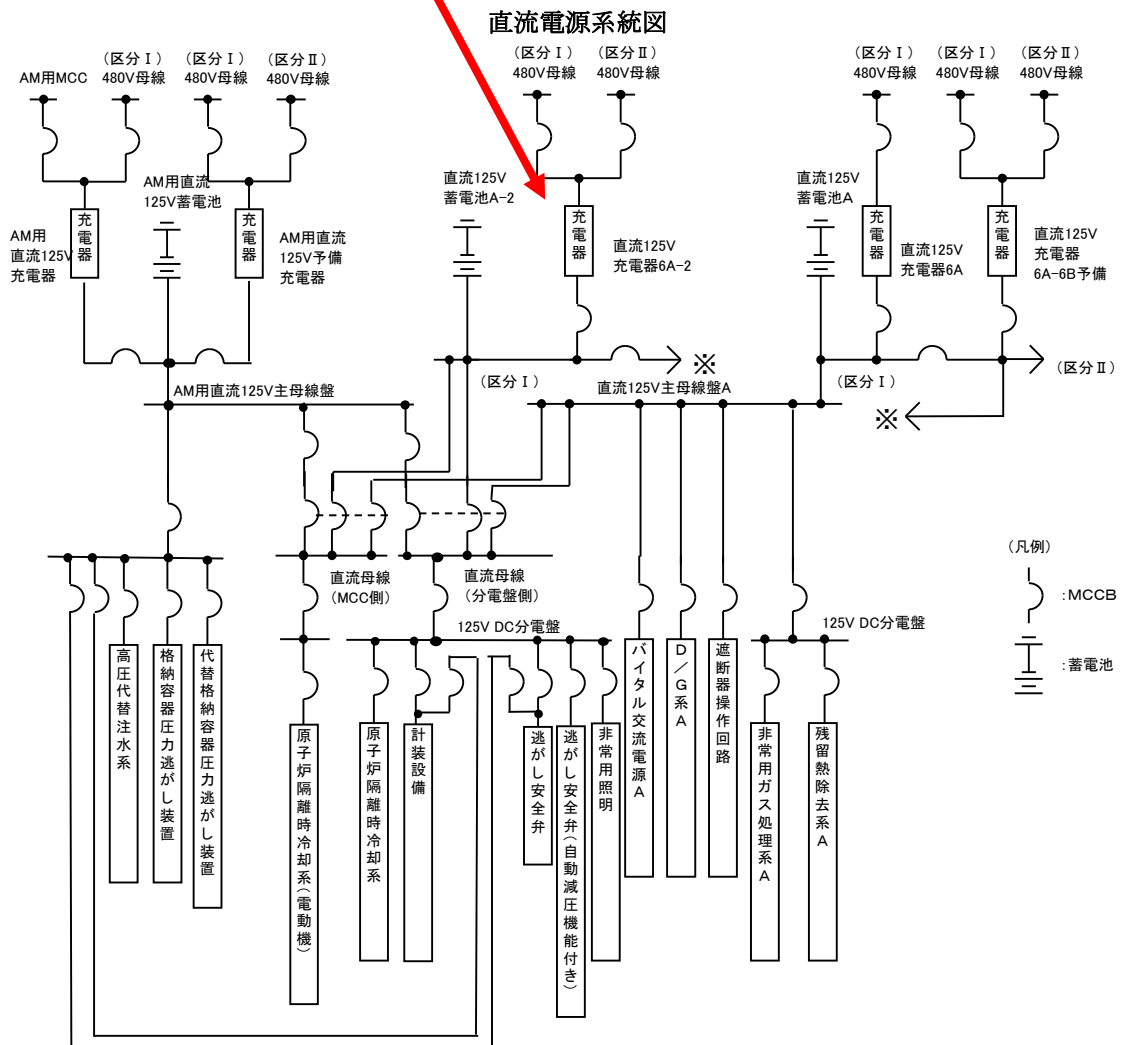 直流電源系統図
AM用MCC
(区分Ⅰ)
480V母線
(区分Ⅰ)
480V母線
(区分Ⅱ)
480V母線
(区分Ⅰ)
480V母線
(区分Ⅱ)
480V母線
(区分Ⅰ)
480V母線
(区分Ⅰ)
480V母線
(区分Ⅱ)
480V母線
AM用
直流125V
充電器
充電器
AM用直流
125V蓄電池
充電器
AM用直流
125V予備
充電器
直流125V
蓄電池A-2
充電器
直流125V
充電器6A-2
直流125V
蓄電池A
充電器
直流125V
充電器6A
充電器
直流125V
充電器
6A-6B予備
※
(区分Ⅱ)
AM用直流125V主母線盤
(区分Ⅰ)
直流125V主母線盤A
(区分Ⅰ)
※
直流母線
(MCC側)
直流母線
(分電盤側)
125V DC分電盤
125V DC分電盤
(凡例)
:MCCB
:蓄電池
高圧代替注水系
格納容器圧力逃がし装置
代替格納容器圧力逃がし装置
原子炉隔離時冷却系(電動機)
原子炉隔離時冷却系
計装設備
逃がし安全弁
逃がし安全弁(自動減圧機能付き)
非常用照明
バイタル交流電源A
D/G系A
遮断器操作回路
非常用ガス処理系A
残留熱除去系A